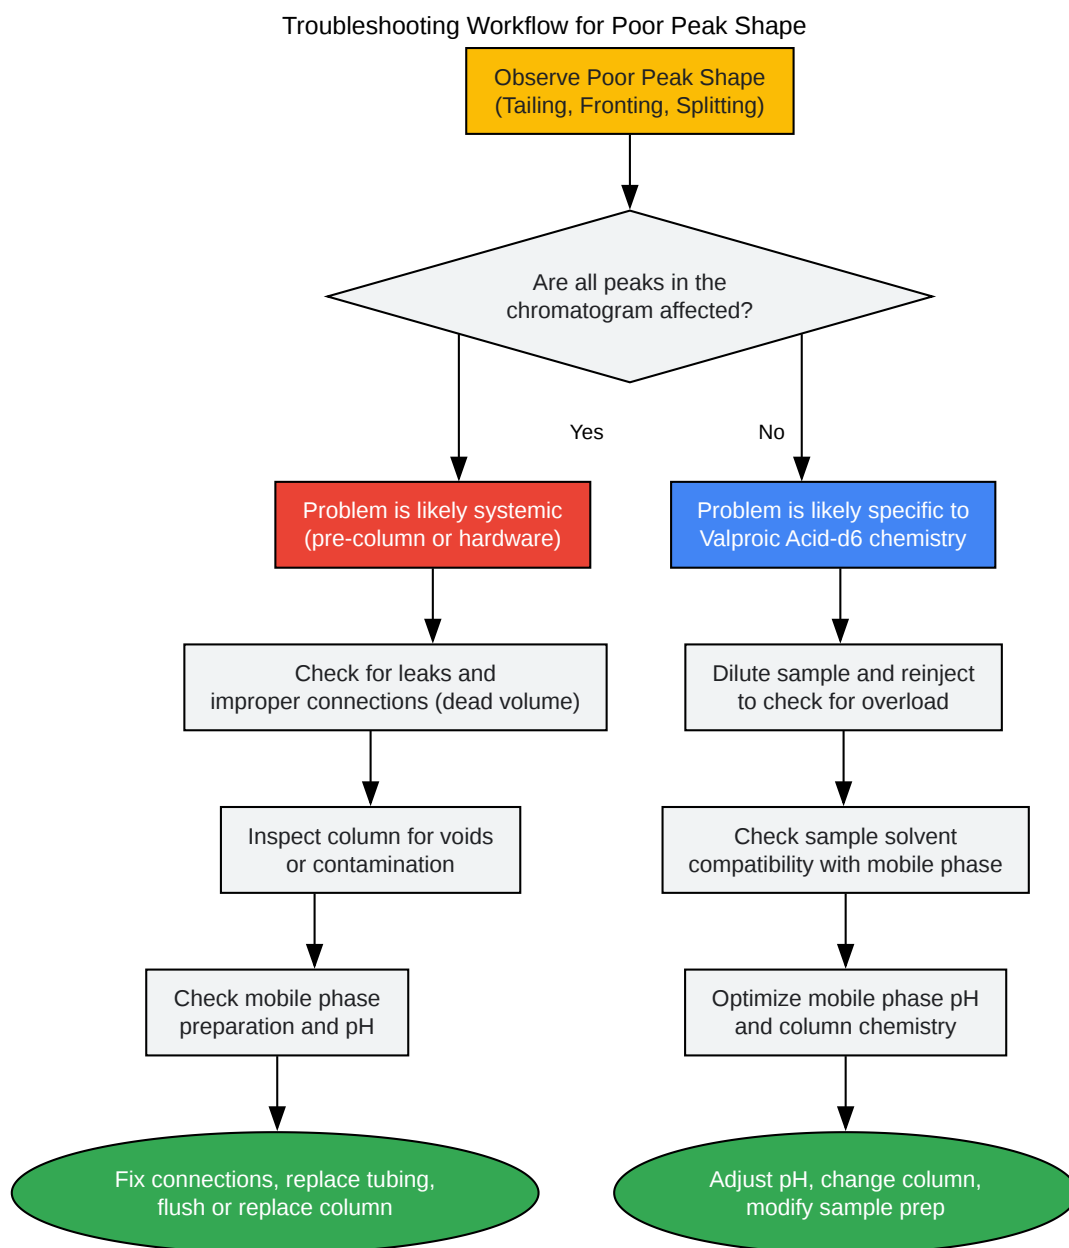 Troubleshooting Workflow for Poor Peak Shape
Observe Poor Peak Shape
(Tailing, Fronting, Splitting)
Are all peaks in the
chromatogram affected?
Yes
No
Problem is likely systemic
(pre-column or hardware)
Problem is likely specific to
Valproic Acid-d6 chemistry
Check for leaks and
improper connections (dead volume)
Dilute sample and reinject
to check for overload
Inspect column for voids
or contamination
Check sample solvent
compatibility with mobile phase
Check mobile phase
preparation and pH
Optimize mobile phase pH
and column chemistry
Fix connections, replace tubing,
flush or replace column
Adjust pH, change column,
modify sample prep